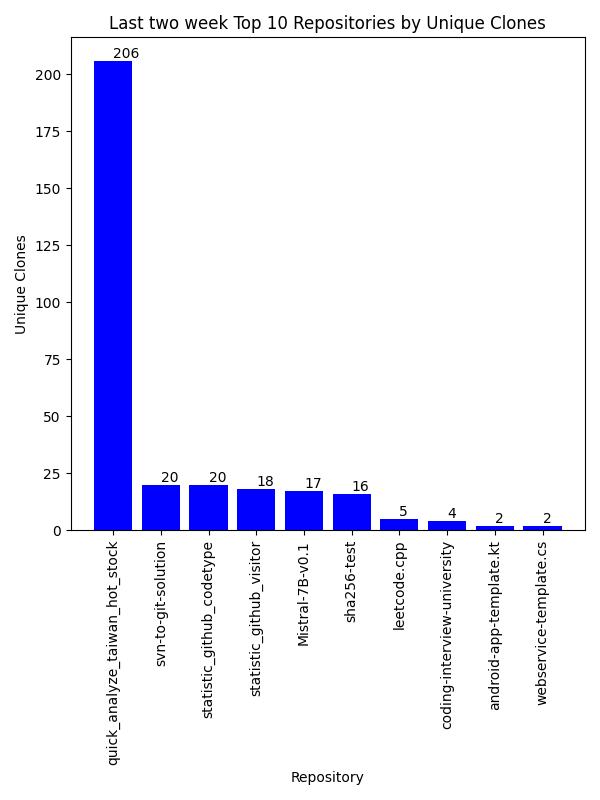 Last two week Top 10 Repositories by Unique Clones
Unique Clones
200
175
150
125
100
75
50
25
0
206
20
20
18
17
16
5
4
2
2
quick_analyze_taiwan_hot_stock
svn-to-git-solution
statistic_github_codetype
statistic_github_visitor
Mistral-7B-v0.1
sha256-test
leetcode.cpp
coding-interview-university
android-app-template.kt
webservice-template.cs
Repository